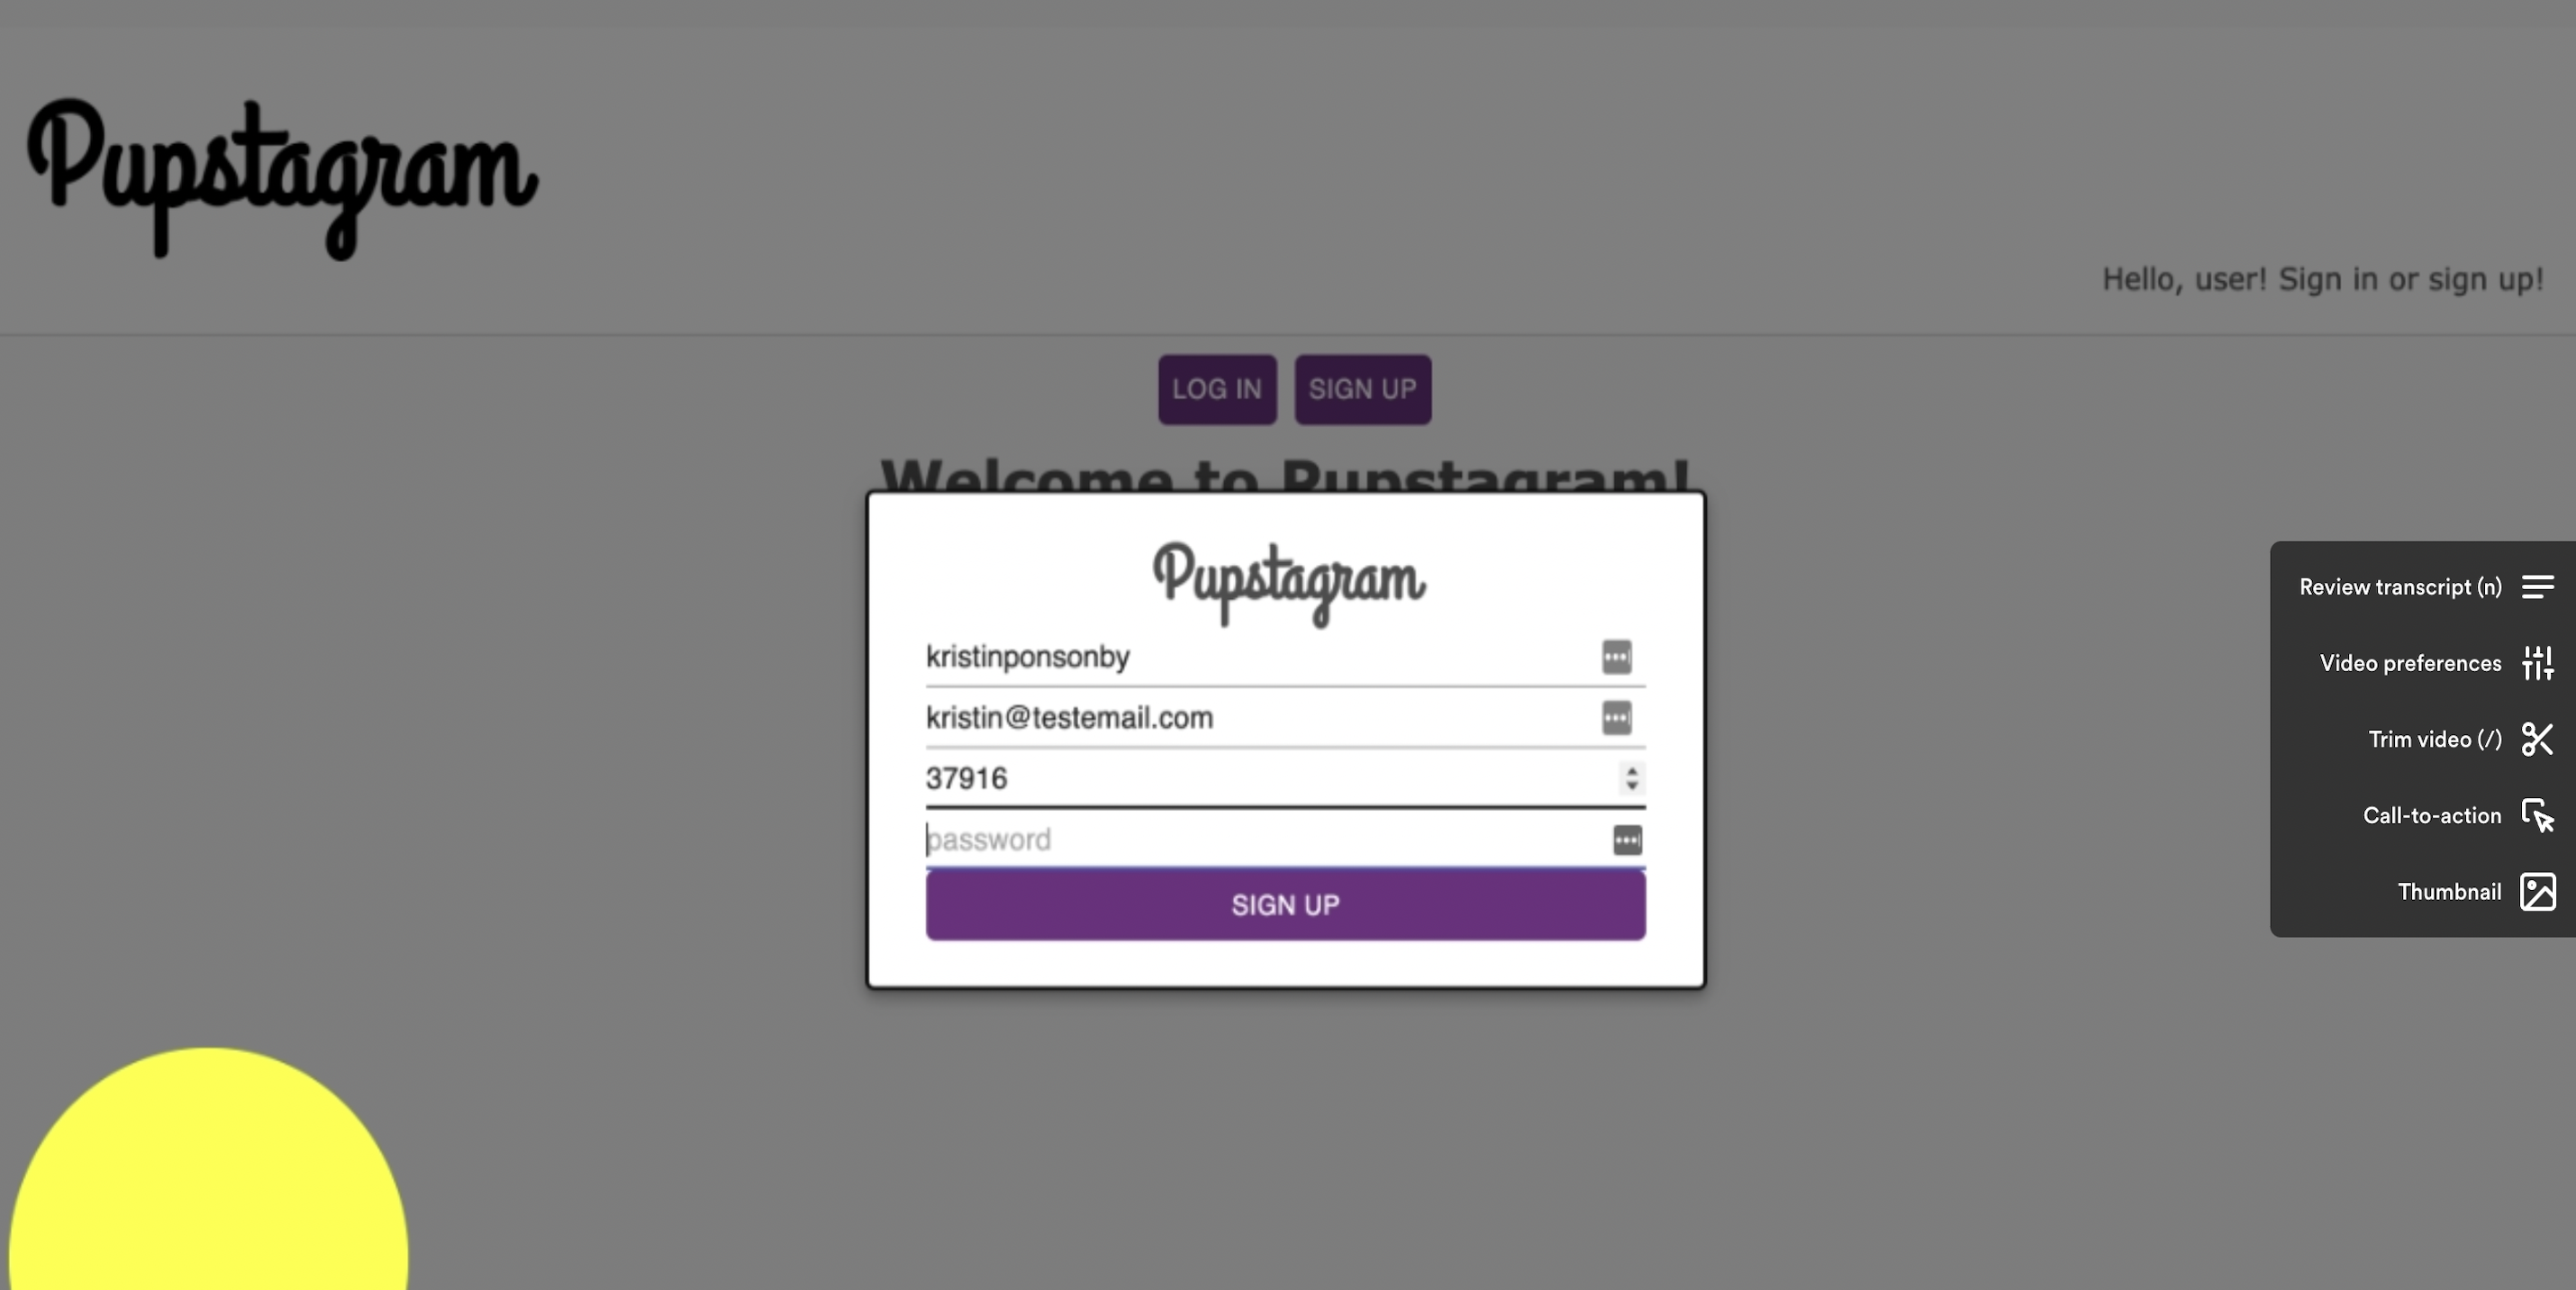 Pupstagram
Hello, user! Sign in or sign up!
LOG IN
SIGN UP
Welcome to Pupstagram!
Pupstagram
kristinponsonby
kristin@testemail.com
37916
password
SIGN UP
Review transcript (n)
Video preferences
Trim video (/)
Call-to-action
Thumbnail